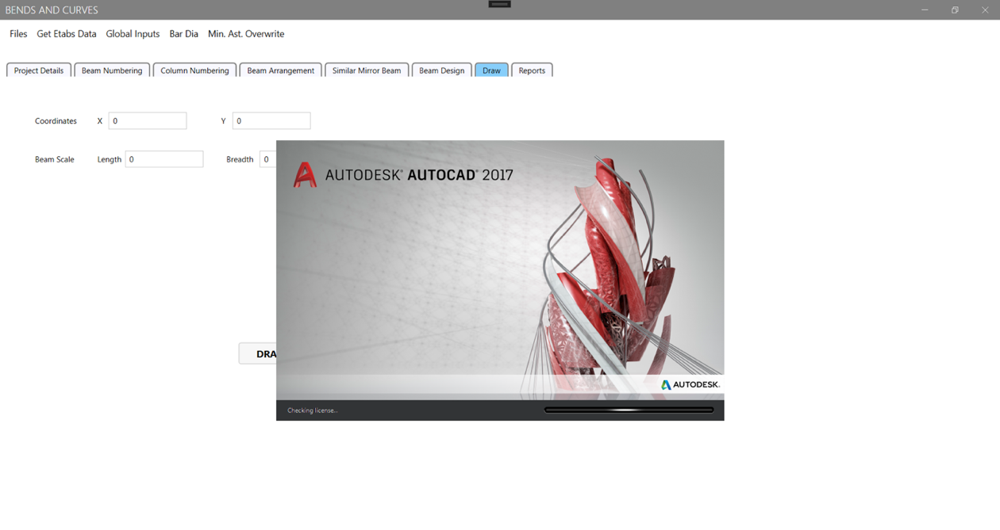 BENDS AND CURVES
Files Get Etabs Data Global Inputs Bar Dia Min. Ast. Overwrite
Project Details Beam Numbering Column Numbering Beam Arrangement Similar Mirror Beam Beam Design Draw Reports
Coordinates X 0 Y 0
Beam Scale Length 0 Breadth 0
AUTODESK® AUTOCAD® 2017
DRA
AUTODESK®
Checking license...